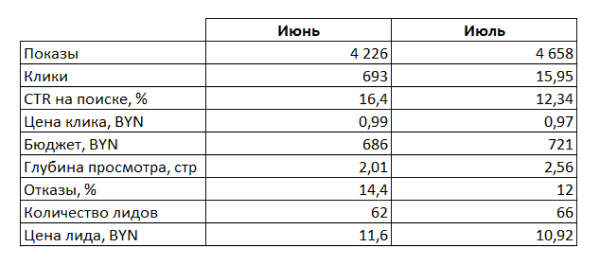 Июнь Июль
Показы 4 226 4 658
Клики 693 15,95
CTR на поиске, % 16,4 12,34
Цена клика, BYN 0,99 0,97
Бюджет, BYN 686 721
Глубина просмотра, стр 2,01 2,56
Отказы, % 14,4 12
Количество лидов 62 66
Цена лида, BYN 11,6 10,92